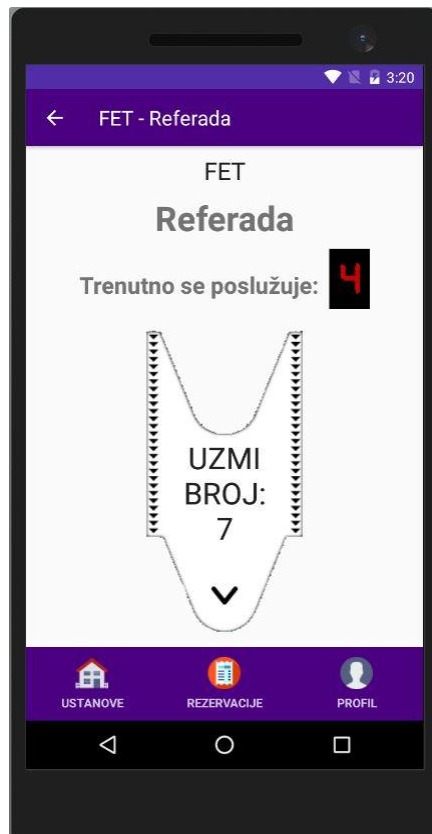 3:20
FET - Referada
FET
Referada
Trenutno se poslužuje: 4
UZMI
BROJ:
7
USTANOVE REZERVACIJE PROFIL